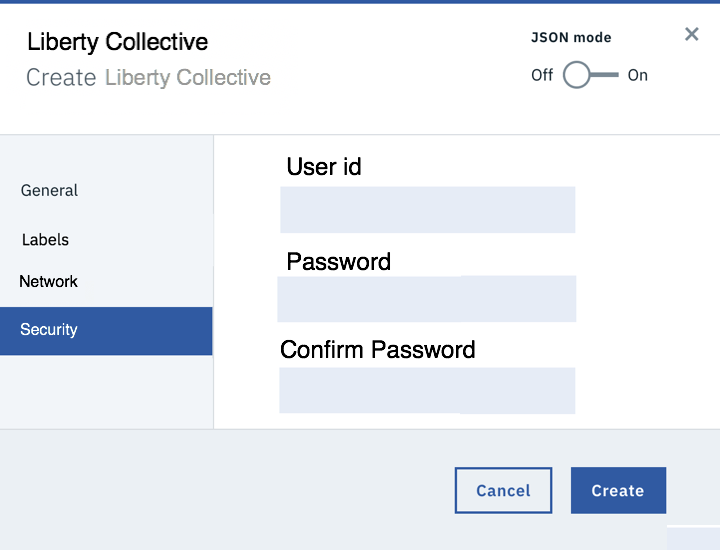 Liberty Collective
Create Liberty Collective
JSON mode
Off On
General
Labels
Network
Security
User id
Password
Confirm Password
Cancel
Create